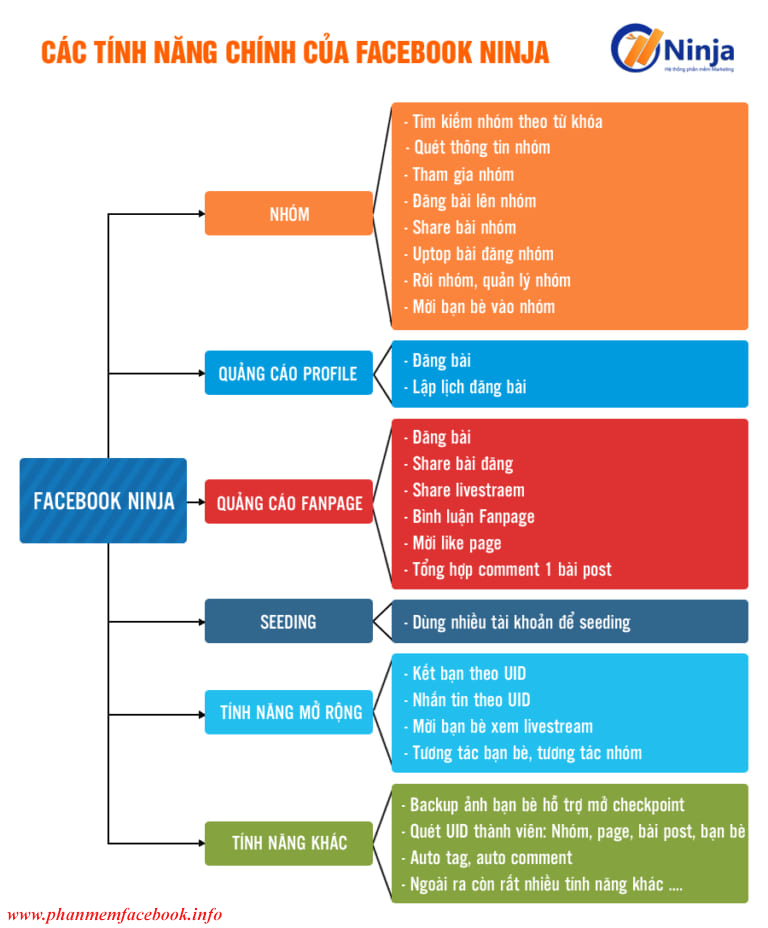 CÁC TÍNH NĂNG CHÍNH CỦA FACEBOOK NINJA
Ninja
Hệ thống phần mềm Marketing
FACEBOOK NINJA
NHÓM
- Tìm kiếm nhóm theo từ khóa
- Quét thông tin nhóm
- Tham gia nhóm
- Đăng bài lên nhóm
- Share bài nhóm
- Uptop bài đăng nhóm
- Rời nhóm, quản lý nhóm
- Mời bạn bè vào nhóm
QUẢNG CÁO PROFILE
- Đăng bài
- Lập lịch đăng bài
QUẢNG CÁO FANPAGE
- Đăng bài
- Share bài đăng
- Share livestraem
- Bình luận Fanpage
- Mời like page
- Tổng hợp comment 1 bài post
SEEDING
- Dùng nhiều tài khoản để seeding
TÍNH NĂNG MỞ RỘNG
- Kết bạn theo UID
- Nhắn tin theo UID
- Mời bạn bè xem livestream
- Tương tác bạn bè, tương tác nhóm
TÍNH NĂNG KHÁC
- Backup ảnh bạn bè hỗ trợ mở checkpoint
- Quét UID thành viên: Nhóm, page, bài post, bạn bè
- Auto tag, auto comment
- Ngoài ra còn rất nhiều tính năng khác ....
www.phanmemfacebook.info